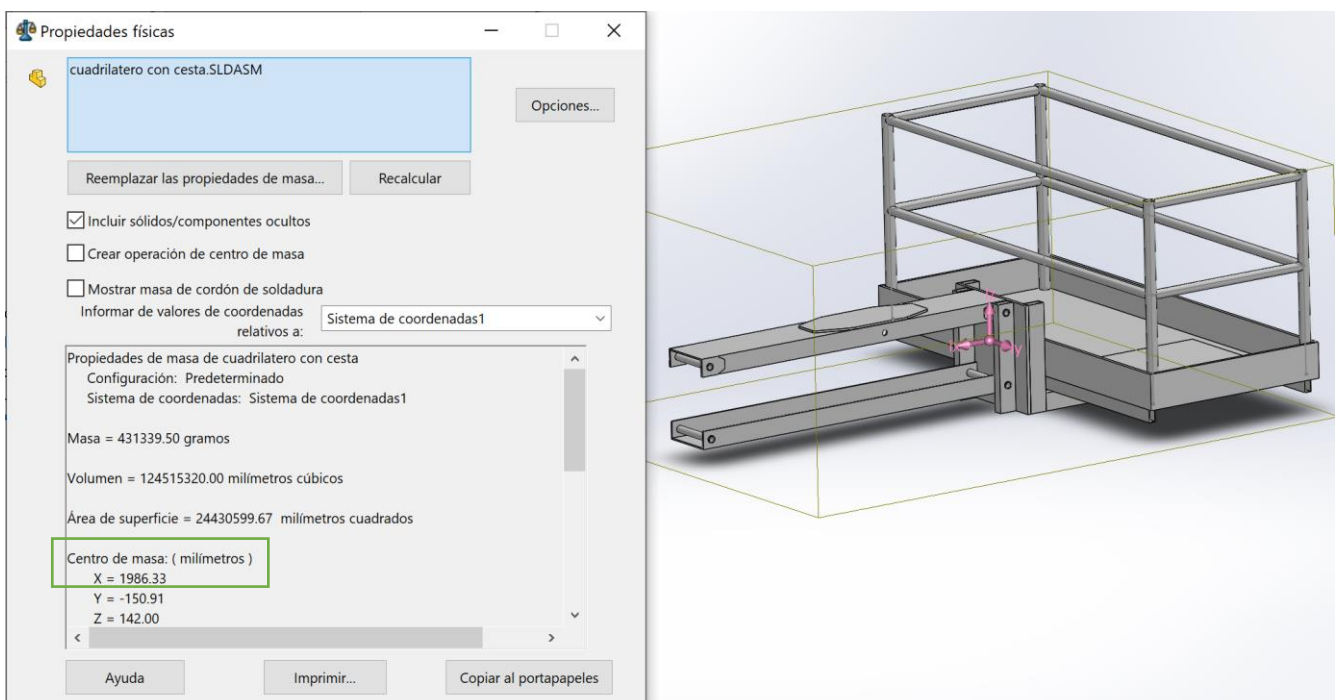 Propiedades físicas
cuadrilatero con cesta.SLDASM
Opciones...
Reemplazar las propiedades de masa...
Recalcular
Incluir sólidos/componentes ocultos
Crear operación de centro de masa
Mostrar masa de cordón de soldadura
Informar de valores de coordenadas
relativos a:
Sistema de coordenadas1
Propiedades de masa de cuadrilatero con cesta
Configuración: Predeterminado
Sistema de coordenadas: Sistema de coordenadas1
Masa = 431339.50 gramos
Volumen = 124515320.00 milímetros cúbicos
Área de superficie = 24430599.67 milímetros cuadrados
Centro de masa: ( milímetros )
X = 1986.33
Y = -150.91
Z = 142.00
Ayuda
Imprimir...
Copiar al portapapeles